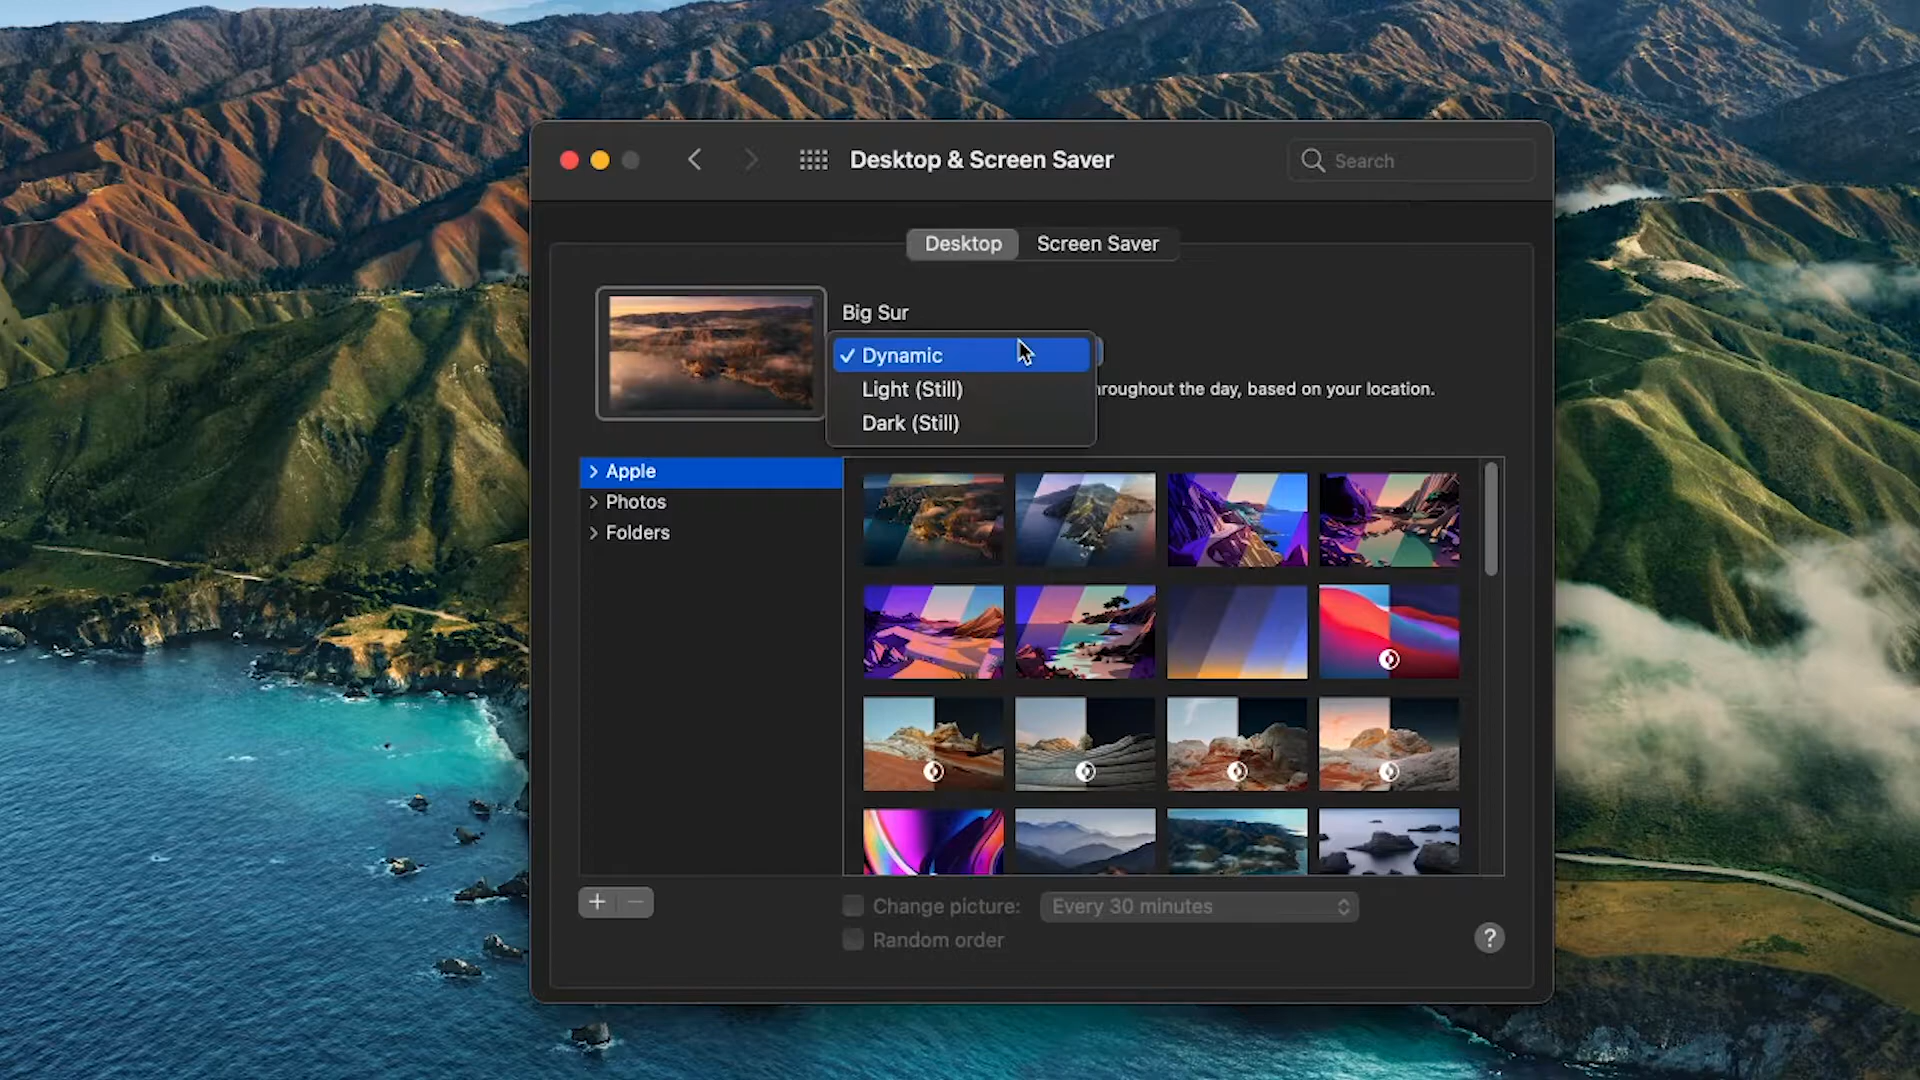 Desktop & Screen Saver
Search
Desktop
Screen Saver
Big Sur
✓ Dynamic
Light (Still)
hroughout the day, based on your location.
Dark (Still)
Apple
Photos
Folders
Change picture:
Every 30 minutes
Random order
?